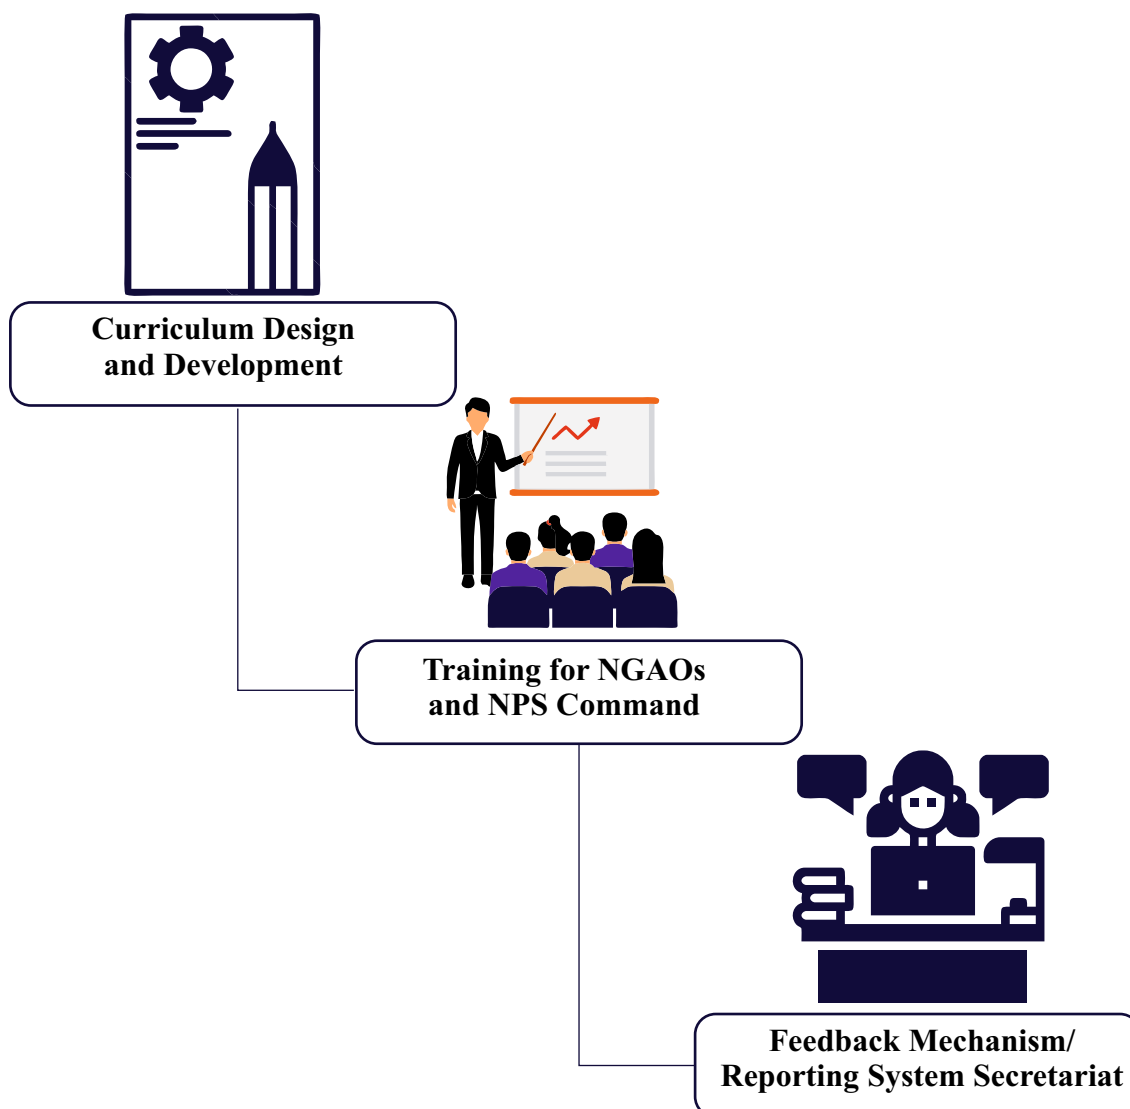 Curriculum Design
and Development
Training for NGAOs
and NPS Command
Feedback Mechanism/
Reporting System Secretariat